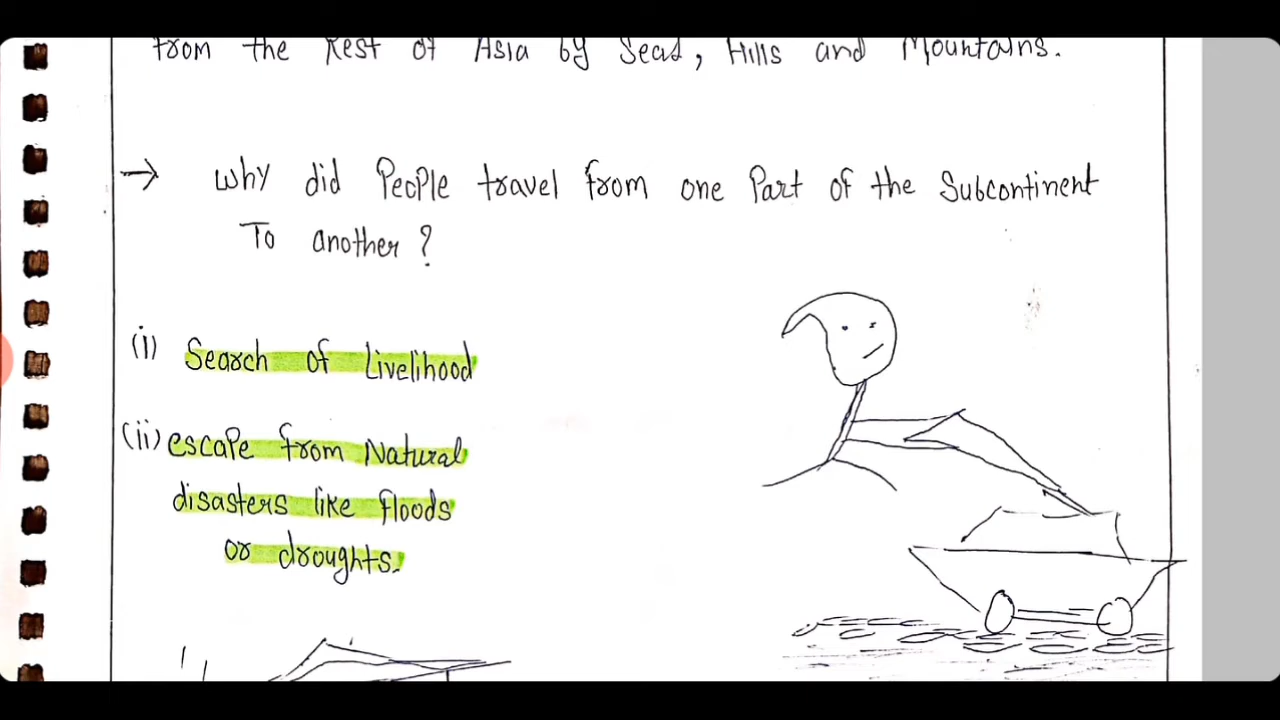 from the Rest of Asia by Seas, Hills and Mountains.
→ Why did People travel from one Part of the Subcontinent
To another?
(i) Search of Livelihood
(ii) escape from Natural
disasters like floods
or droughts.